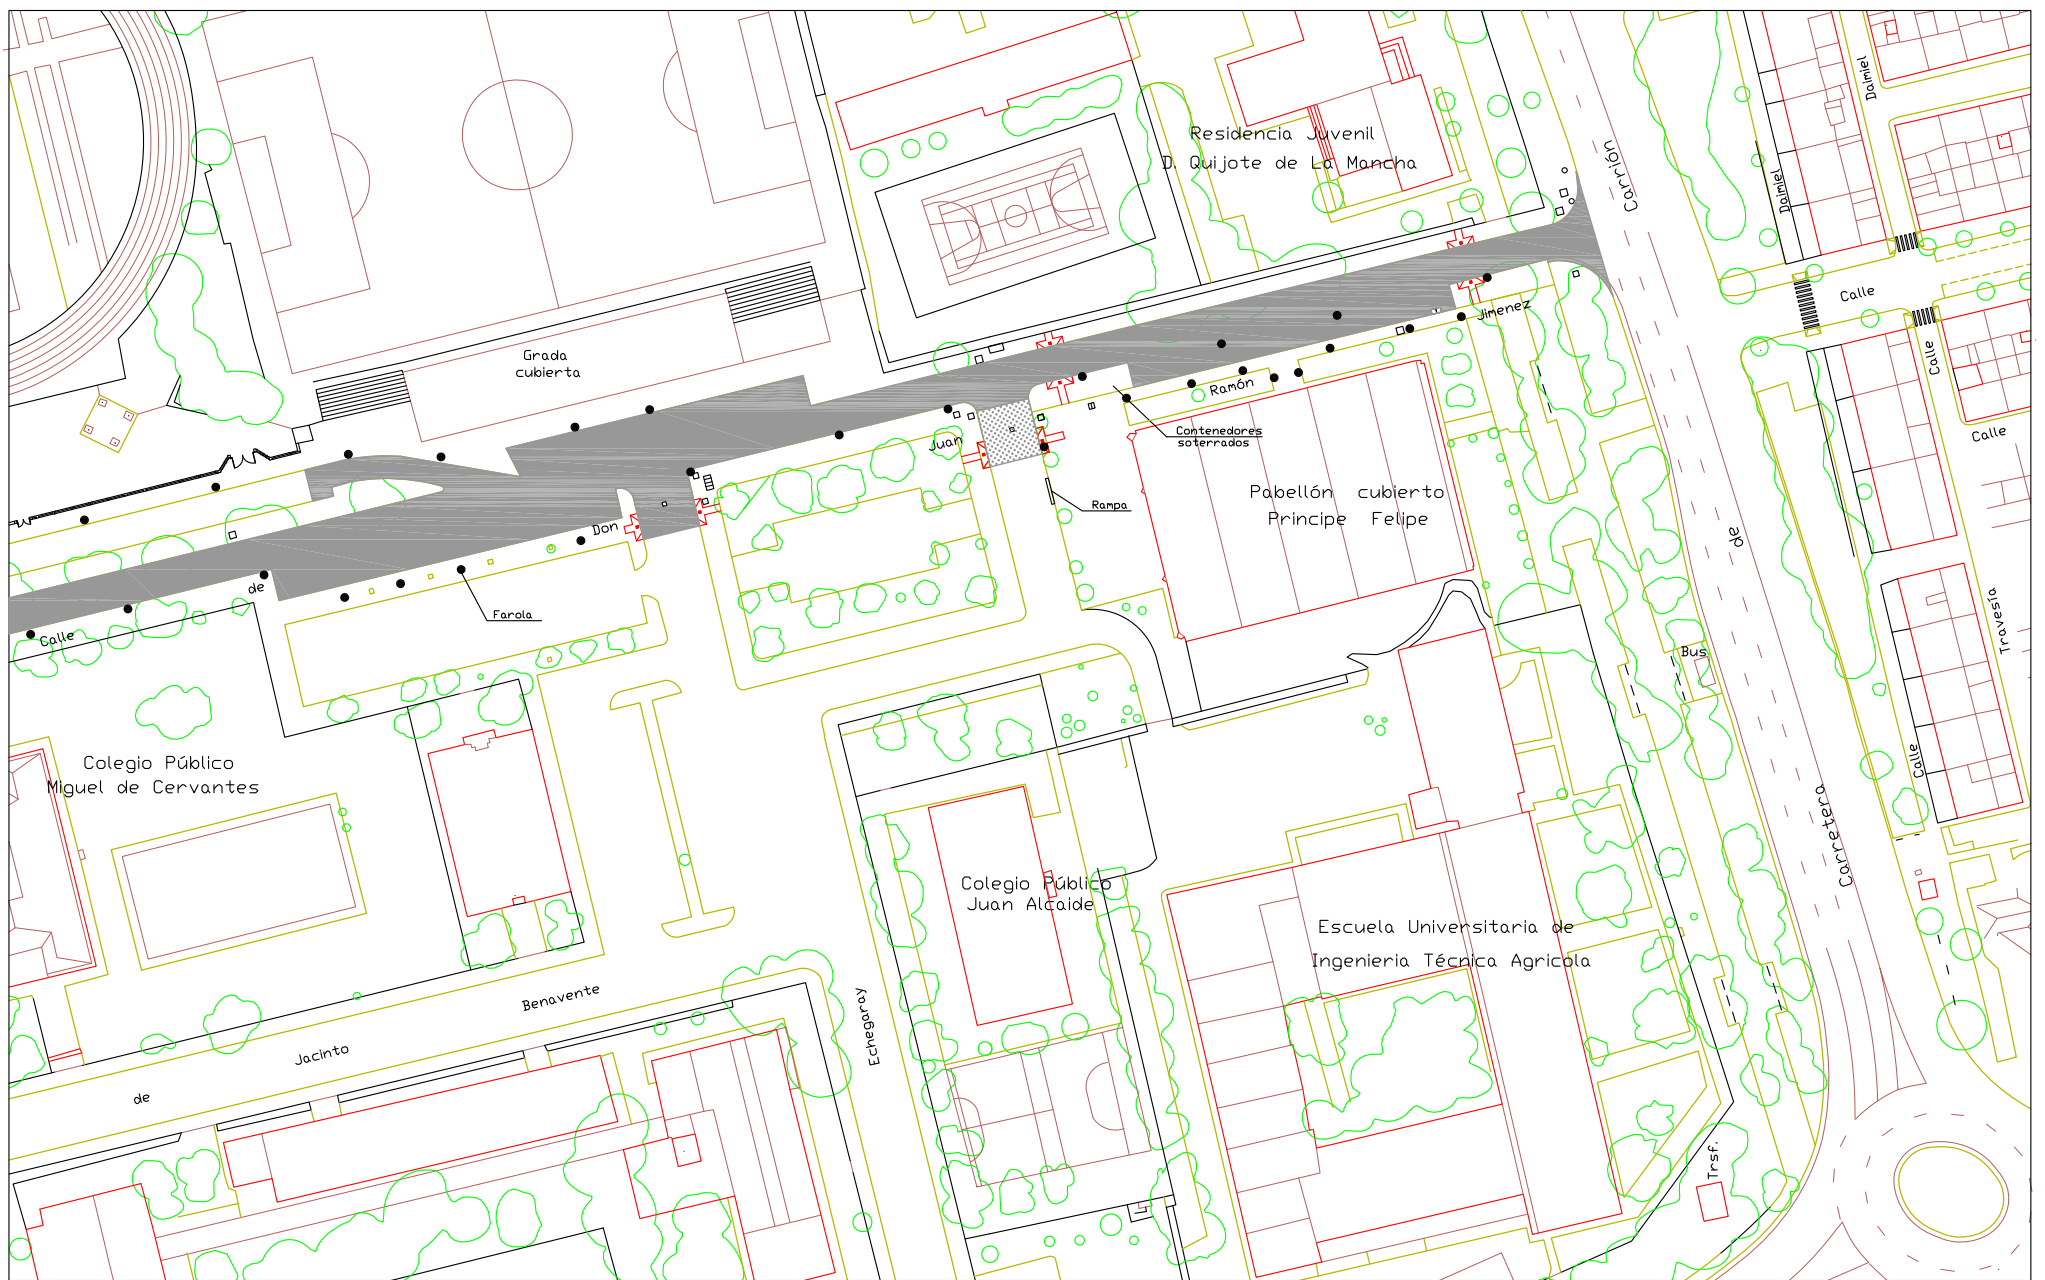 Residencia Juvenil
D. Quijote de La Mancha
Carrión
Daimiel
Daimiel
Calle
Calle
Calle
Grada
cubierta
Jimenez
Ramón
Juan
Contenedores
soterrados
Rampa
Pabellón cubierto
Principe Felipe
de
Don
de
Farola
Calle
Bus
Travesía
Calle
Carretera
Colegio Público
Miguel de Cervantes
Colegio Público
Juan Alcaide
Escuela Universitaria de
Ingenieria Técnica Agricola
Benavente
Jacinto
de
Echegaray
Trsf.